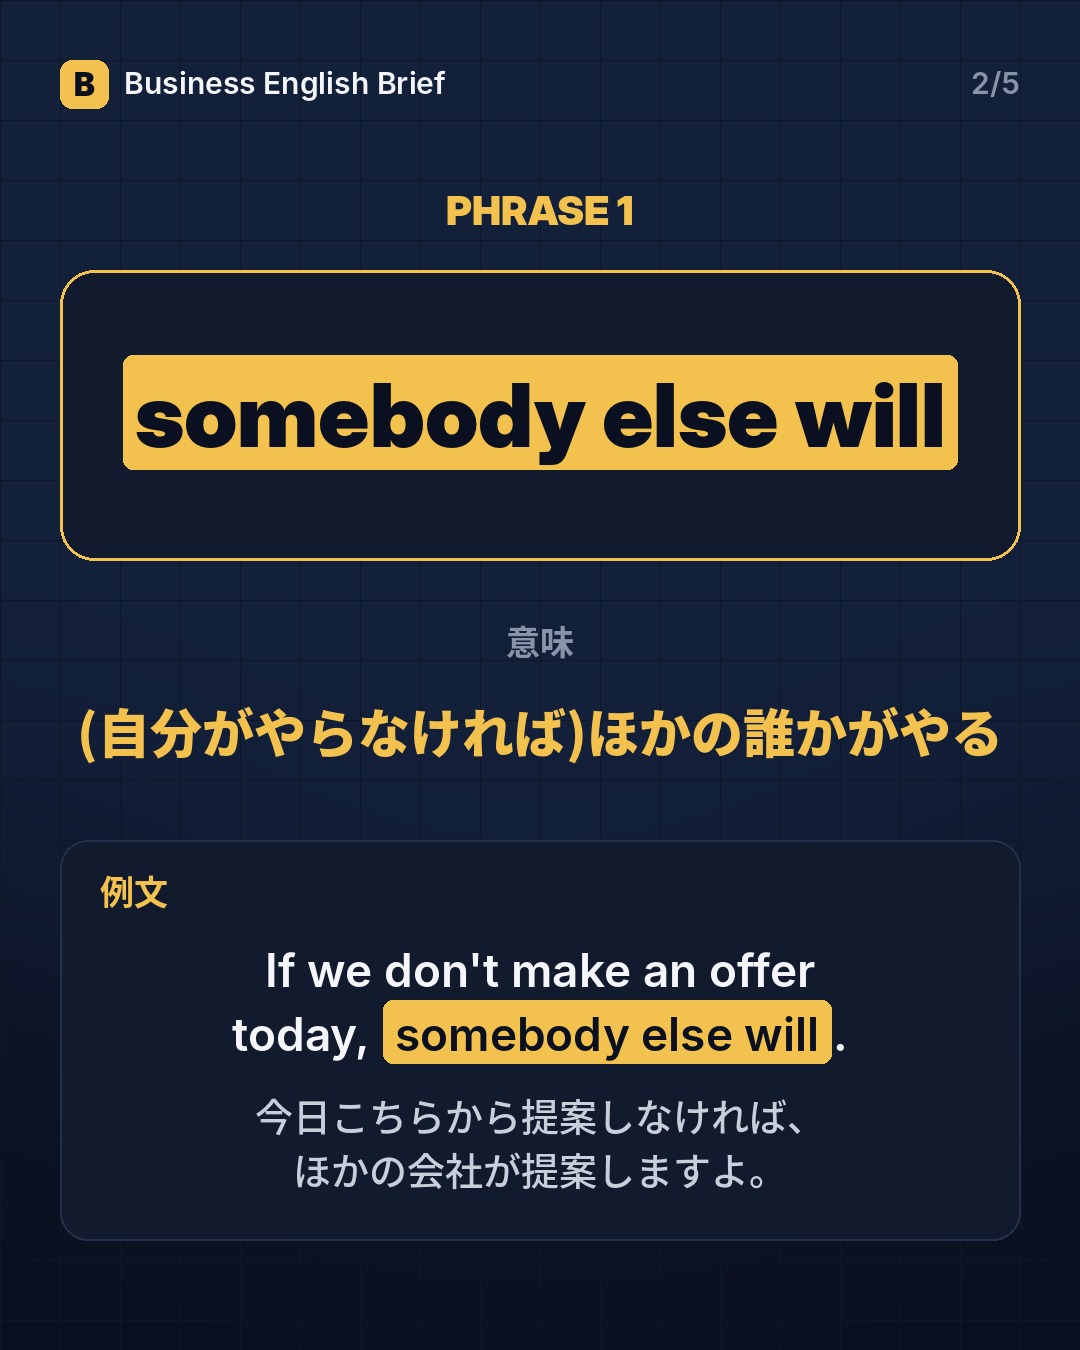 B Business English Brief
2/5
PHRASE 1
somebody else will
意味
(自分がやらなければ)ほかの誰かがやる
例文
If we don't make an offer
today, somebody else will.
今日こちらから提案しなければ、
ほかの会社が提案しますよ。